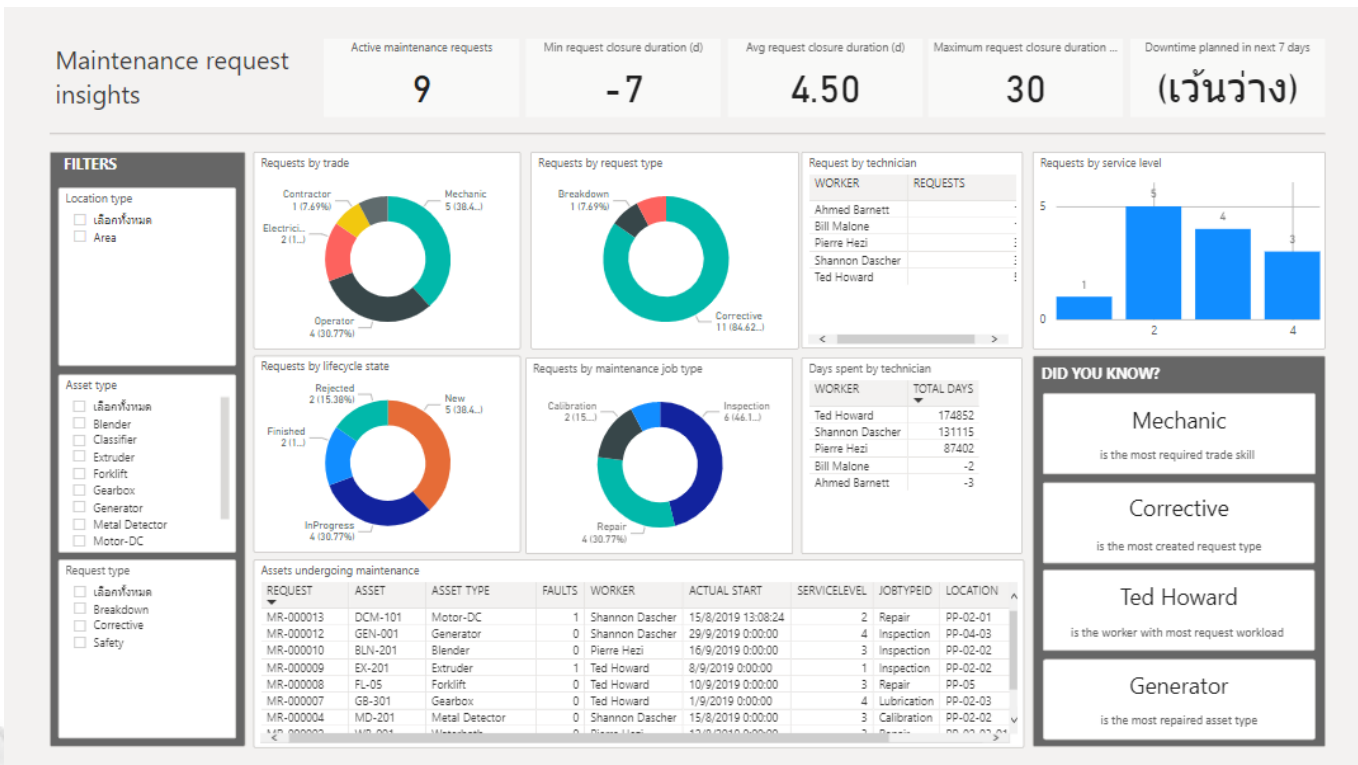 Maintenance request
insights
Active maintenance requests
9
Min request closure duration (d)
-7
Avg request closure duration (d)
4.50
Maximum request closure duration ...
30
Downtime planned in next 7 days
(เว้นว่าง)
FILTERS
Location type
เลือกทั้งหมด
Area
Asset type
เลือกทั้งหมด
Blender
Classifier
Extruder
Forklift
Gearbox
Generator
Metal Detector
Motor-DC
Request type
เลือกทั้งหมด
Breakdown
Corrective
Safety
Requests by trade
Contractor
1 (7.69%)
Mechanic
5 (38.4...)
Electrici...
2 (1...)
Operator
4 (30.77%)
Requests by request type
Breakdown
1 (7.69%)
Corrective
11 (84.62...)
Request by technician
WORKER REQUESTS
Ahmed Barnett
Bill Malone
Pierre Hezi
Shannon Dascher
Ted Howard
Requests by service level
5
0
1
5
4
3
2 4
Requests by lifecycle state
Rejected
2 (15.38%)
New
5 (38.4...)
Finished
2 (1...)
InProgress
4 (30.77%)
Requests by maintenance job type
Calibration
2 (15...)
Inspection
6 (46.1...)
Repair
4 (30.77%)
Days spent by technician
WORKER TOTAL DAYS
Ted Howard 174852
Shannon Dascher 131115
Pierre Hezi 87402
Bill Malone -2
Ahmed Barnett -3
DID YOU KNOW?
Mechanic
is the most required trade skill
Corrective
is the most created request type
Ted Howard
is the worker with most request workload
Generator
is the most repaired asset type
Assets undergoing maintenance
REQUEST ASSET ASSET TYPE FAULTS WORKER ACTUAL START SERVICELEVEL JOBTYPEID LOCATION
MR-000013 DCM-101 Motor-DC 1 Shannon Dascher 15/8/2019 13:08:24 2 Repair PP-02-01
MR-000012 GEN-001 Generator 0 Shannon Dascher 29/9/2019 0:00:00 4 Inspection PP-04-03
MR-000010 BLN-201 Blender 0 Pierre Hezi 16/9/2019 0:00:00 3 Inspection PP-02-02
MR-000009 EX-201 Extruder 1 Ted Howard 8/9/2019 0:00:00 1 Inspection PP-02-02
MR-000008 FL-05 Forklift 0 Ted Howard 10/9/2019 0:00:00 3 Repair PP-05
MR-000007 GB-301 Gearbox 0 Ted Howard 1/9/2019 0:00:00 4 Lubrication PP-02-03
MR-000004 MD-201 Metal Detector 0 Shannon Dascher 15/8/2019 0:00:00 3 Calibration PP-02-02